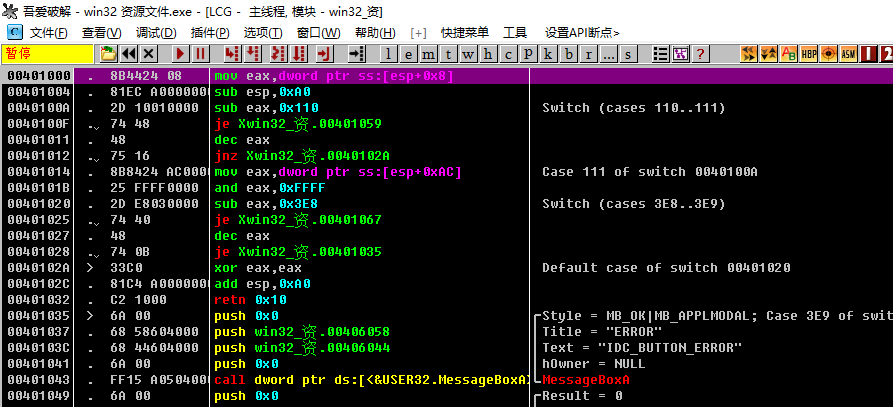 吾爱破解 - win32 资源文件.exe - [LCG - 主线程, 模块 - win32_资]
C 文件(F) 查看(V) 调试(D) 插件(P) 选项(T) 窗口(W) 帮助(H) [+] 快捷菜单 工具 设置API断点>
暂停 l e m t w h c p k b r ... s ? HBP ASM
00401000 . 8B4424 08 mov eax,dword ptr ss:[esp+0x8]
00401004 . 81EC A0000000 sub esp,0xA0
0040100A . 2D 10010000 sub eax,0x110 Switch (cases 110..111)
0040100F .ˬ 74 48 je Xwin32_资.00401059
00401011 . 48 dec eax
00401012 .ˬ 75 16 jnz Xwin32_资.0040102A
00401014 . 8B8424 AC0000 mov eax,dword ptr ss:[esp+0xAC] Case 111 of switch 0040100A
0040101B . 25 FFFF0000 and eax,0xFFFF
00401020 . 2D E8030000 sub eax,0x3E8 Switch (cases 3E8..3E9)
00401025 .ˬ 74 40 je Xwin32_资.00401067
00401027 . 48 dec eax
00401028 .ˬ 74 0B je Xwin32_资.00401035
0040102A > 33C0 xor eax,eax Default case of switch 00401020
0040102C . 81C4 A0000000 add esp,0xA0
00401032 . C2 1000 retn 0x10
00401035 > 6A 00 push 0x0 Style = MB_OK|MB_APPLMODAL; Case 3E9 of swit
00401037 . 68 58604000 push win32_资.00406058 Title = "ERROR"
0040103C . 68 44604000 push win32_资.00406044 Text = "IDC_BUTTON_ERROR"
00401041 . 6A 00 push 0x0 hOwner = NULL
00401043 . FF15 A0504000 call dword ptr ds:[<&USER32.MessageBoxA> MessageBoxA
00401049 . 6A 00 push 0x0 Result = 0